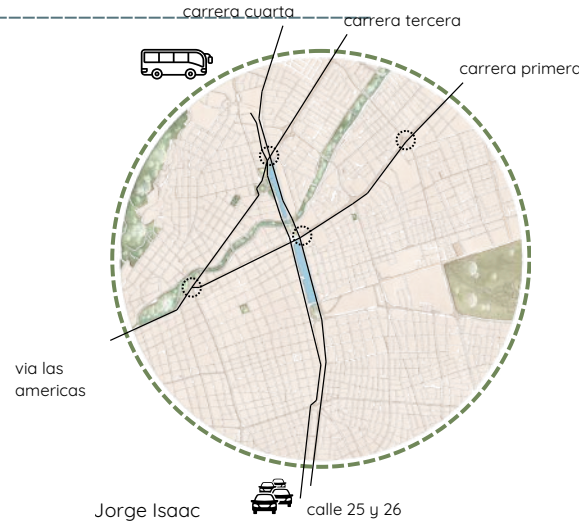 carrera cuarta
carrera tercera
carrera primera
via las
americas
Jorge Isaac
calle 25 y 26